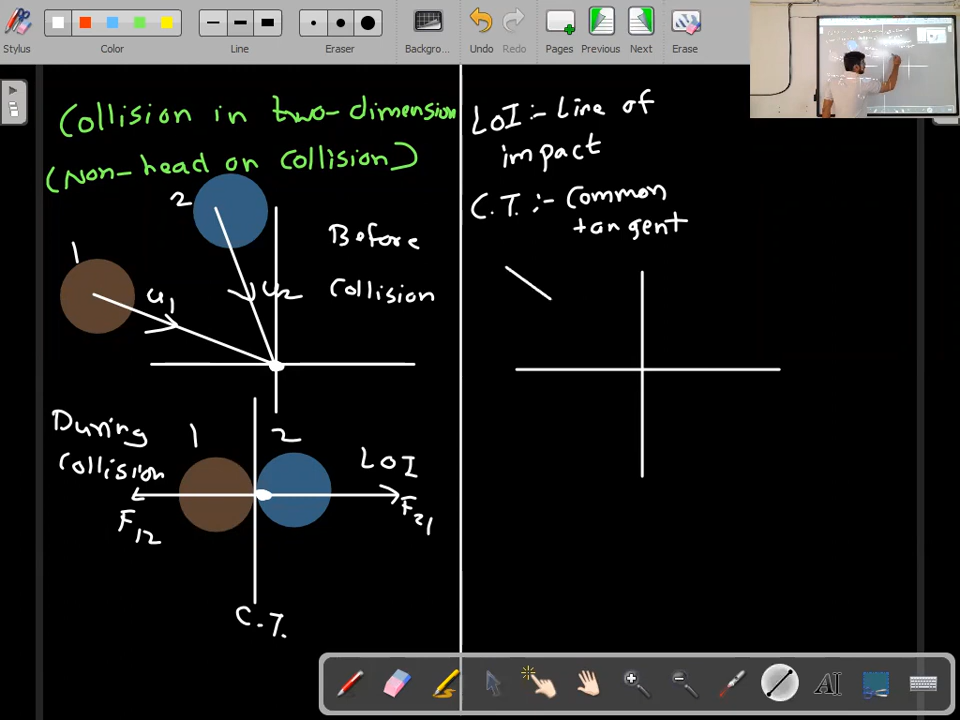 Stylus
Color
Line
Eraser
Backgro...
Undo
Redo
Pages
Previous
Next
Erase
Collision in two-dimension
(Non-head on Collision)
2
Before
Collision
1
u1
u2
During
Collision
1
2
LOI
F12
F21
C.T.
LOI :- Line of
impact
C.T. :- Common
tangent
AI